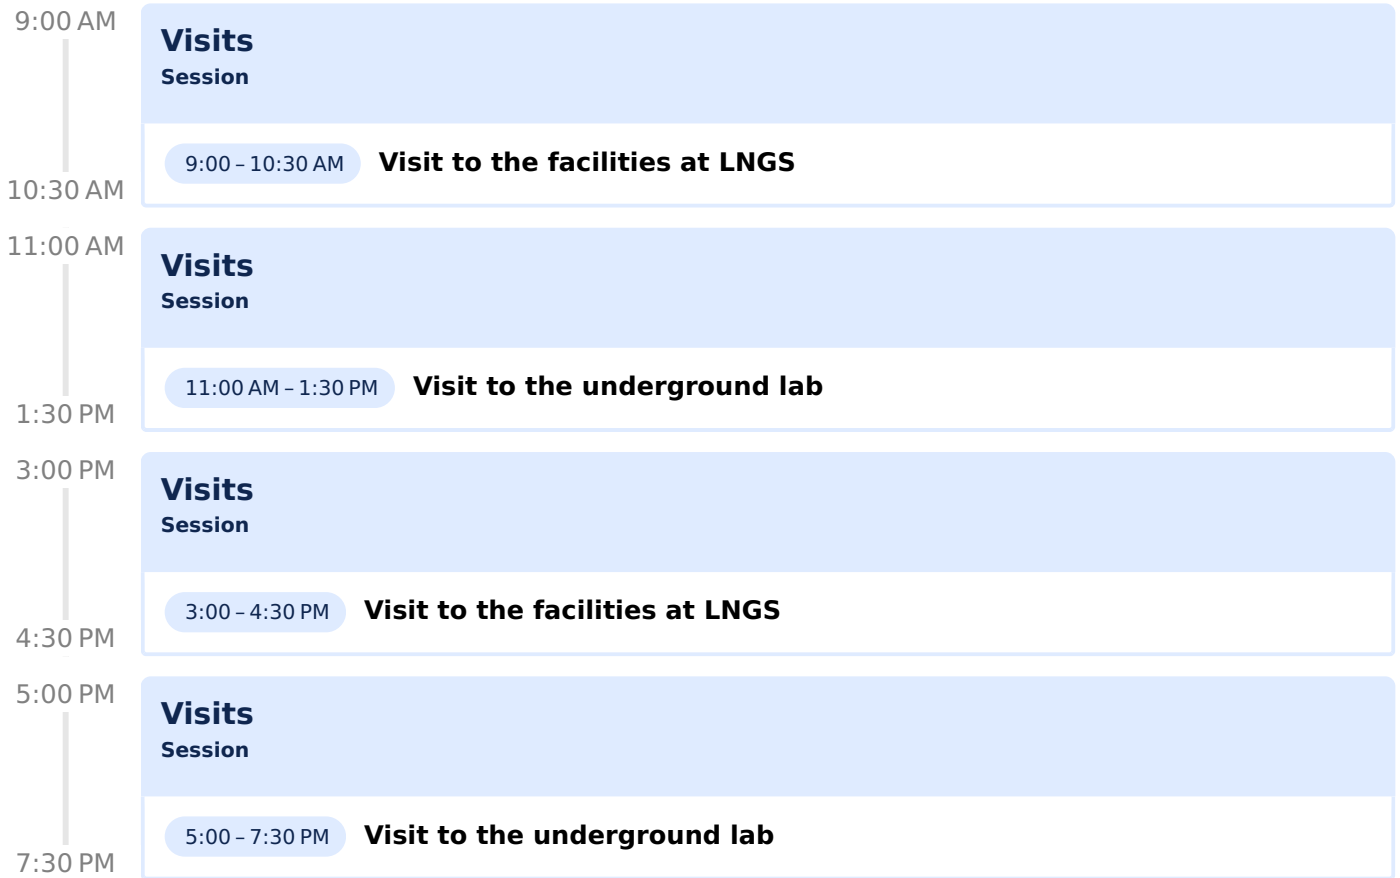 9:00 AM
Visits
Session
9:00 – 10:30 AM Visit to the facilities at LNGS
10:30 AM
11:00 AM
Visits
Session
11:00 AM – 1:30 PM Visit to the underground lab
1:30 PM
3:00 PM
Visits
Session
3:00 – 4:30 PM Visit to the facilities at LNGS
4:30 PM
5:00 PM
Visits
Session
5:00 – 7:30 PM Visit to the underground lab
7:30 PM